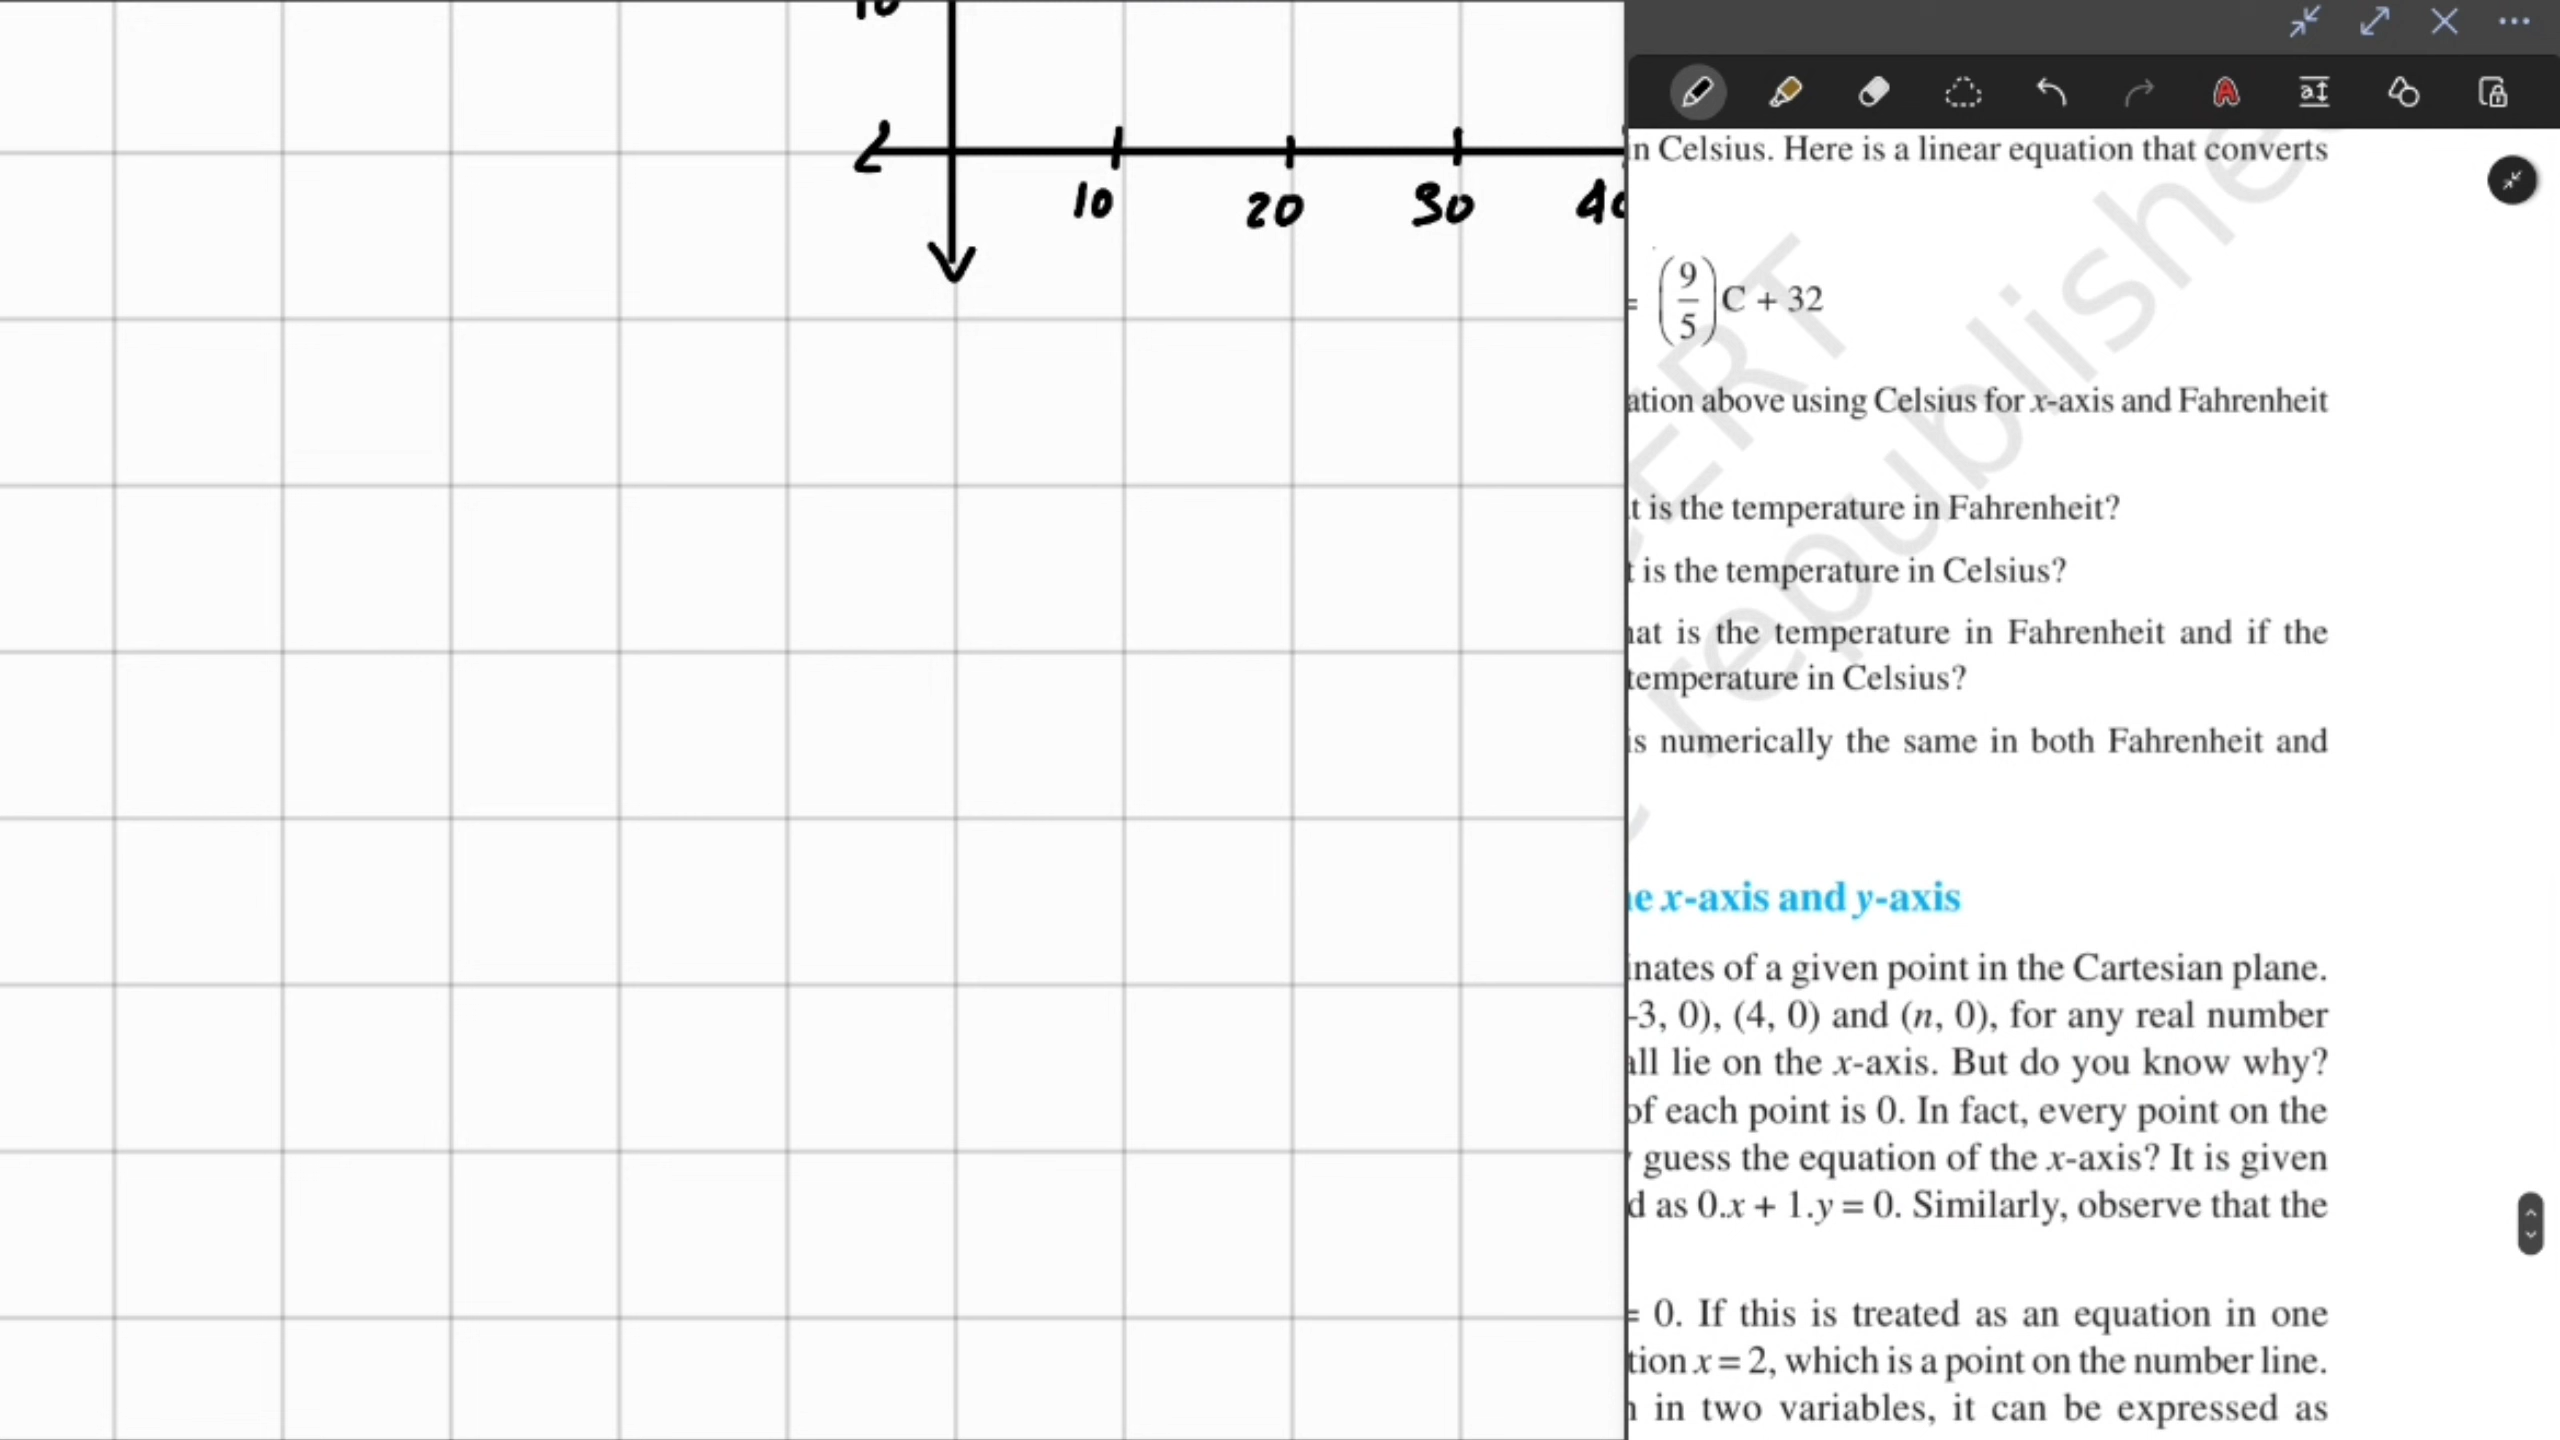 10
10 20 30 40
n Celsius. Here is a linear equation that converts
= (9/5)C + 32
ation above using Celsius for x-axis and Fahrenheit
t is the temperature in Fahrenheit?
t is the temperature in Celsius?
hat is the temperature in Fahrenheit and if the
temperature in Celsius?
is numerically the same in both Fahrenheit and
e x-axis and y-axis
inates of a given point in the Cartesian plane.
-3, 0), (4, 0) and (n, 0), for any real number
all lie on the x-axis. But do you know why?
of each point is 0. In fact, every point on the
guess the equation of the x-axis? It is given
d as 0.x + 1.y = 0. Similarly, observe that the
= 0. If this is treated as an equation in one
tion x = 2, which is a point on the number line.
n in two variables, it can be expressed as
ERT
republishe